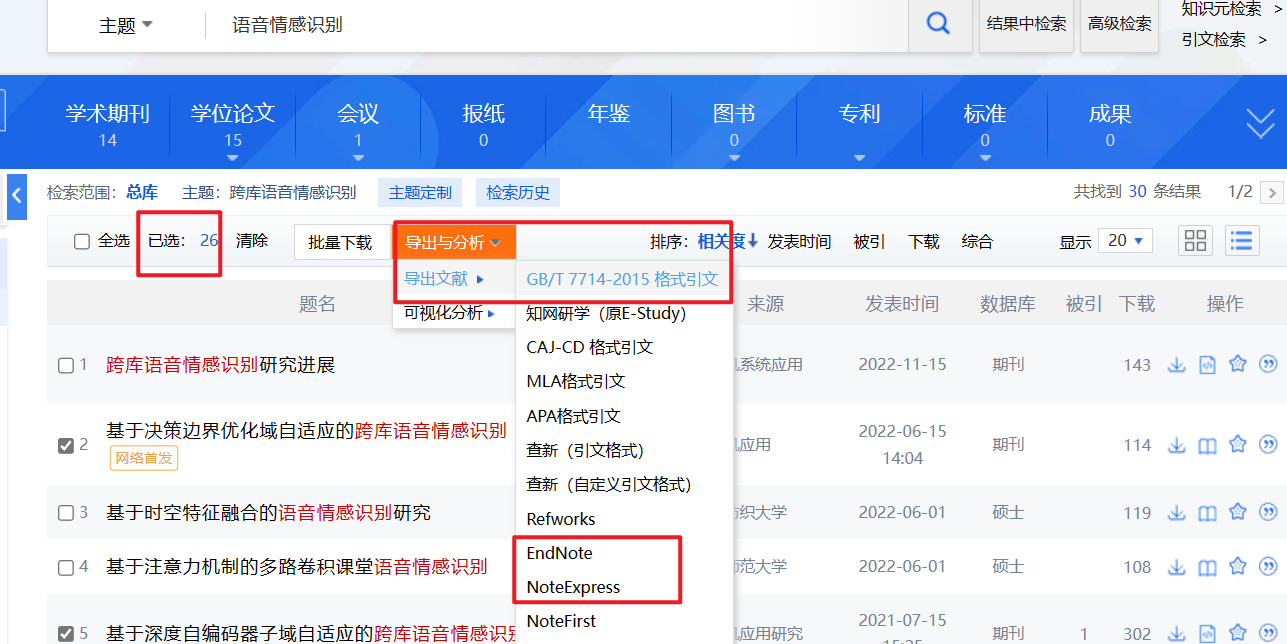 主题
语音情感识别
结果中检索
高级检索
知识元检索 >
引文检索 >
学术期刊
14
学位论文
15
会议
1
报纸
0
年鉴
图书
0
专利
标准
0
成果
0
检索范围: 总库 主题: 跨库语音情感识别 主题定制 检索历史 共找到 30 条结果 1/2 >
全选 已选: 26 清除 批量下载 导出与分析 排序: 相关度 发表时间 被引 下载 综合 显示 20
导出文献 GB/T 7714-2015 格式引文
可视化分析 知网研学（原E-Study)
CAJ-CD 格式引文
MLA格式引文
APA格式引文
查新（引文格式)
查新（自定义引文格式)
Refworks
EndNote
NoteExpress
NoteFirst
题名 来源 发表时间 数据库 被引 下载 操作
1 跨库语音情感识别研究进展 系统应用 2022-11-15 期刊 143
2 基于决策边界优化域自适应的跨库语音情感识别 应用 2022-06-15 期刊 114
14:04
网络首发
3 基于时空特征融合的语音情感识别研究 织大学 2022-06-01 硕士 119
4 基于注意力机制的多路卷积课堂语音情感识别 范大学 2022-06-01 硕士 108
5 基于深度自编码器子域自适应的跨库语音情感识 应用研究 2021-07-15 期刊 1 302